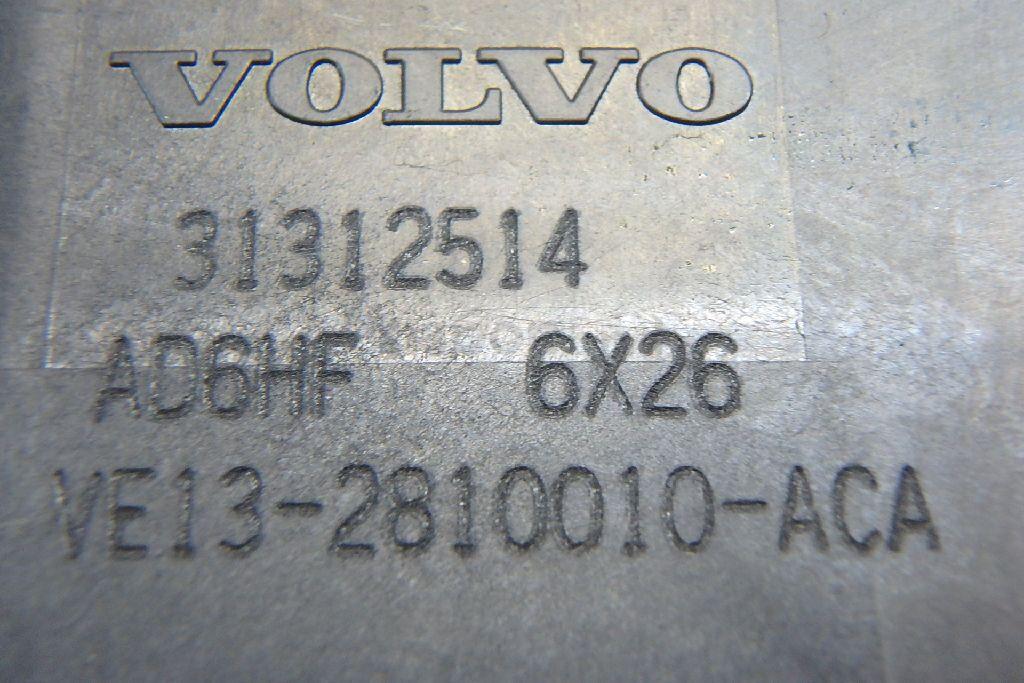 VOLVO
31312514
AD6HF 6X26
VE13-2810010-ACA